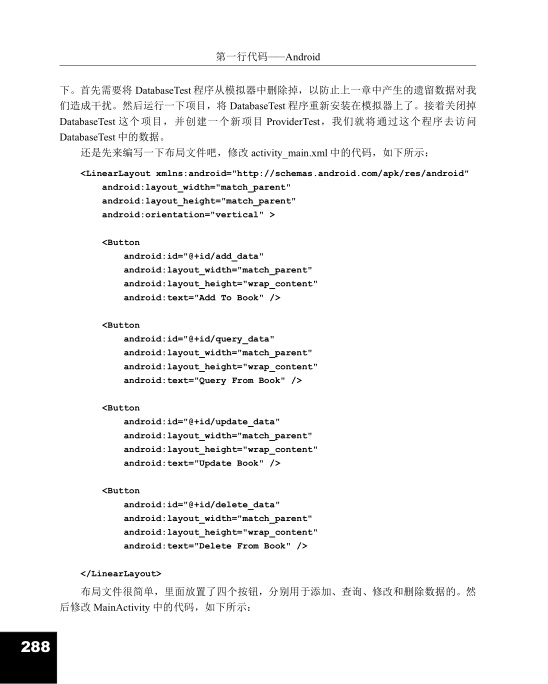 第一行代码——Android
下。首先需要将 DatabaseTest 程序从模拟器中删除掉，以防止上一章中产生的遗留数据对我
们造成干扰。然后运行一下项目，将 DatabaseTest 程序重新安装在模拟器上了。接着关闭掉
DatabaseTest 这个项目，并创建一个新项目 ProviderTest，我们就将通过这个程序去访问
DatabaseTest 中的数据。
还是先来编写一下布局文件吧，修改 activity_main.xml 中的代码，如下所示：
<LinearLayout xmlns:android="http://schemas.android.com/apk/res/android"
    android:layout_width="match_parent"
    android:layout_height="match_parent"
    android:orientation="vertical" >
    <Button
        android:id="@+id/add_data"
        android:layout_width="match_parent"
        android:layout_height="wrap_content"
        android:text="Add To Book" />
    <Button
        android:id="@+id/query_data"
        android:layout_width="match_parent"
        android:layout_height="wrap_content"
        android:text="Query From Book" />
    <Button
        android:id="@+id/update_data"
        android:layout_width="match_parent"
        android:layout_height="wrap_content"
        android:text="Update Book" />
    <Button
        android:id="@+id/delete_data"
        android:layout_width="match_parent"
        android:layout_height="wrap_content"
        android:text="Delete From Book" />
</LinearLayout>
布局文件很简单，里面放置了四个按钮，分别用于添加、查询、修改和删除数据的。然
后修改 MainActivity 中的代码，如下所示：
288